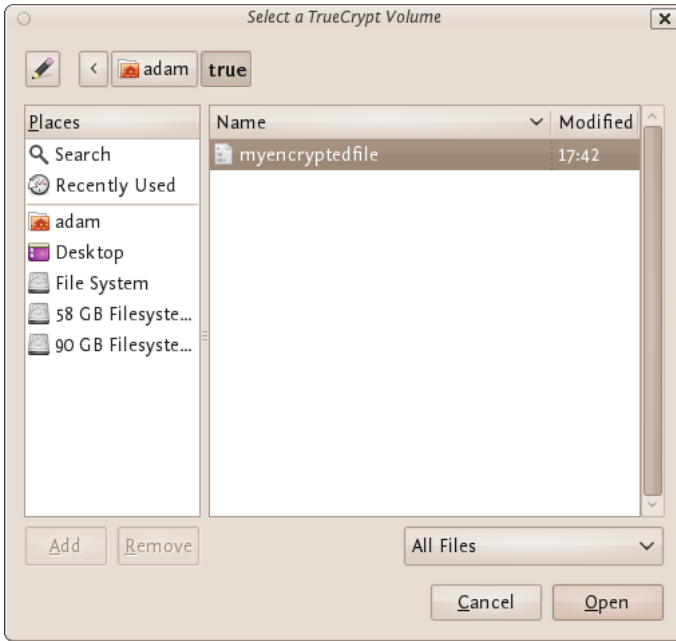 Select a TrueCrypt Volume
adam true
Places
Search
Recently Used
adam
Desktop
File System
58 GB Filesyste...
90 GB Filesyste...
Name Modified
myencryptedfile 17:42
Add Remove
All Files
Cancel Open